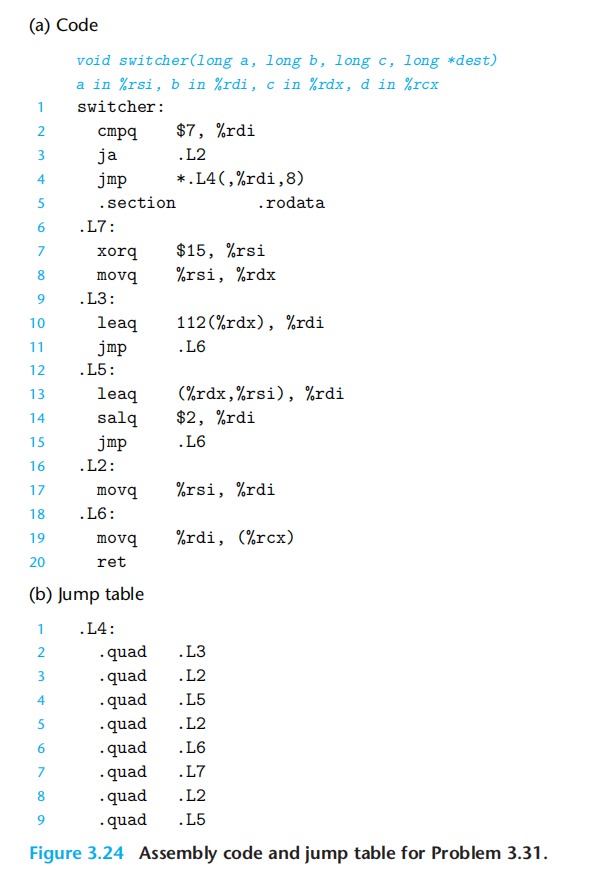 (a) Code
void switcher(long a, long b, long c, long *dest)
a in %rsi, b in %rdi, c in %rdx, d in %rcx
1 switcher:
2 cmpq $7, %rdi
3 ja .L2
4 jmp *.L4(,%rdi,8)
5 .section .rodata
6 .L7:
7 xorq $15, %rsi
8 movq %rsi, %rdx
9 .L3:
10 leaq 112(%rdx), %rdi
11 jmp .L6
12 .L5:
13 leaq (%rdx,%rsi), %rdi
14 salq $2, %rdi
15 jmp .L6
16 .L2:
17 movq %rsi, %rdi
18 .L6:
19 movq %rdi, (%rcx)
20 ret
(b) Jump table
1 .L4:
2 .quad .L3
3 .quad .L2
4 .quad .L5
5 .quad .L2
6 .quad .L6
7 .quad .L7
8 .quad .L2
9 .quad .L5
Figure 3.24 Assembly code and jump table for Problem 3.31.